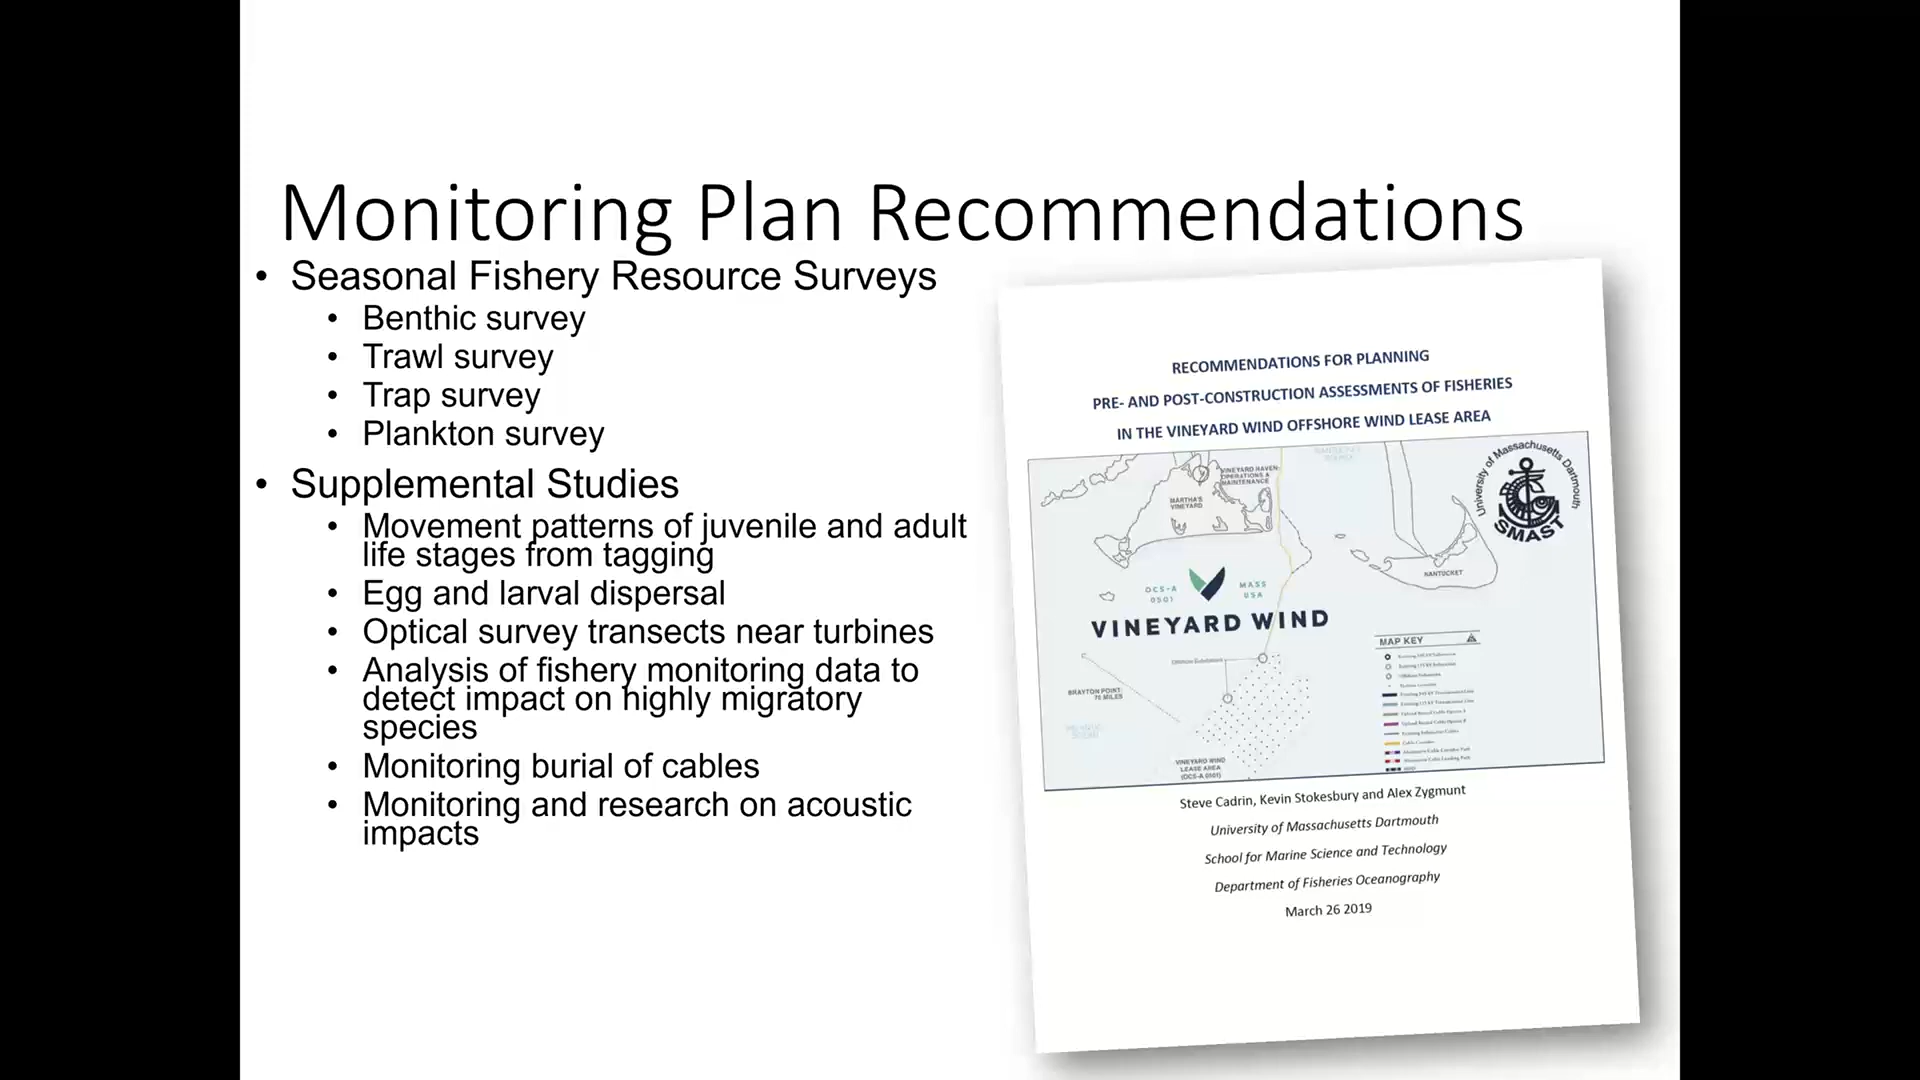 Monitoring Plan Recommendations
• Seasonal Fishery Resource Surveys
• Benthic survey
• Trawl survey
• Trap survey
• Plankton survey
• Supplemental Studies
• Movement patterns of juvenile and adult
life stages from tagging
• Egg and larval dispersal
• Optical survey transects near turbines
• Analysis of fishery monitoring data to
detect impact on highly migratory
species
• Monitoring burial of cables
• Monitoring and research on acoustic
impacts
RECOMMENDATIONS FOR PLANNING
PRE- AND POST-CONSTRUCTION ASSESSMENTS OF FISHERIES
IN THE VINEYARD WIND OFFSHORE WIND LEASE AREA
University of Massachusetts Dartmouth
SMAST
VINEYARD HAVEN:
OPERATIONS &
MAINTENANCE
MARTHA'S
VINEYARD
NANTUCKET
OCS-A
0501
MASS
USA
VINEYARD WIND
MAP KEY
BRAYTON POINT:
75 MILES
VINEYARD WIND
LEASE AREA
(OCS-A 0501)
Steve Cadrin, Kevin Stokesbury and Alex Zygmunt
University of Massachusetts Dartmouth
School for Marine Science and Technology
Department of Fisheries Oceanography
March 26 2019